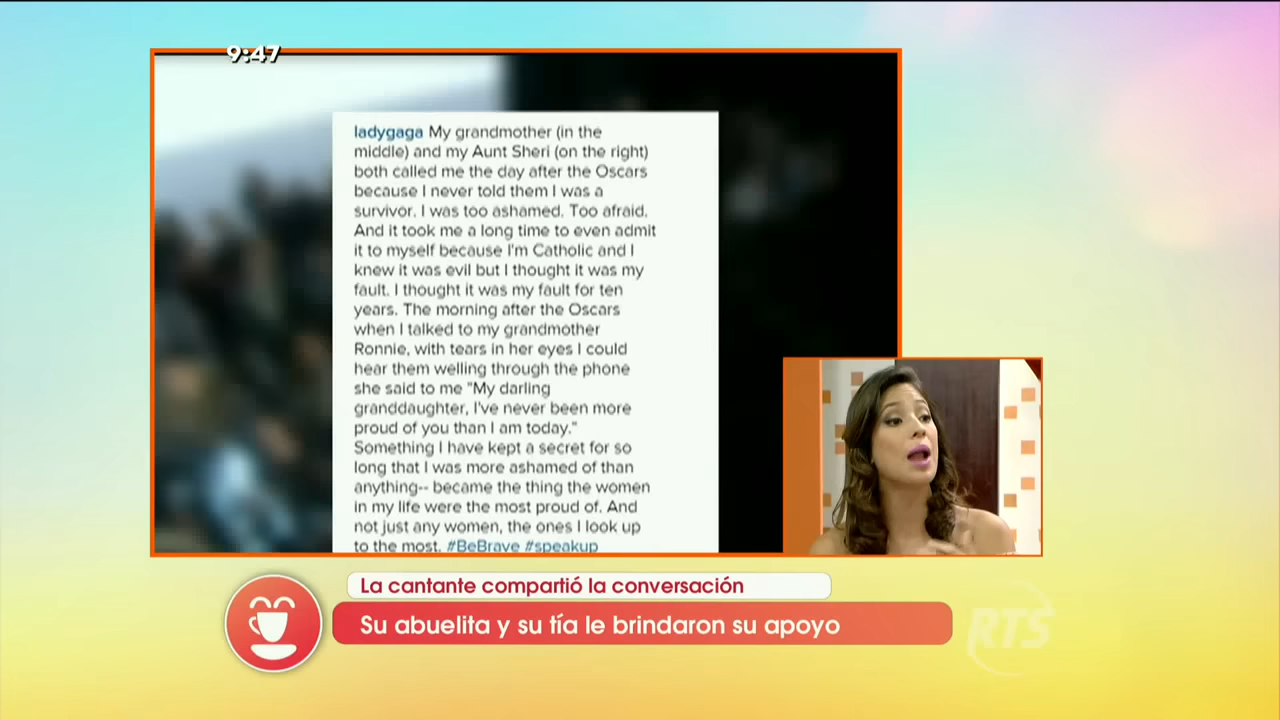 9:47
ladygaga My grandmother (in the
middle) and my Aunt Sheri (on the right)
both called me the day after the Oscars
because I never told them I was a
survivor. I was too ashamed. Too afraid.
And it took me a long time to even admit
it to myself because I'm Catholic and I
knew it was evil but I thought it was my
fault. I thought it was my fault for ten
years. The morning after the Oscars
when I talked to my grandmother
Ronnie, with tears in her eyes I could
hear them welling through the phone
she said to me "My darling
granddaughter, I've never been more
proud of you than I am today."
Something I have kept a secret for so
long that I was more ashamed of than
anything-- became the thing the women
in my life were the most proud of. And
not just any women, the ones I look up
to the most. #BeBrave #speakup
La cantante compartió la conversación
Su abuelita y su tía le brindaron su apoyo
RTS